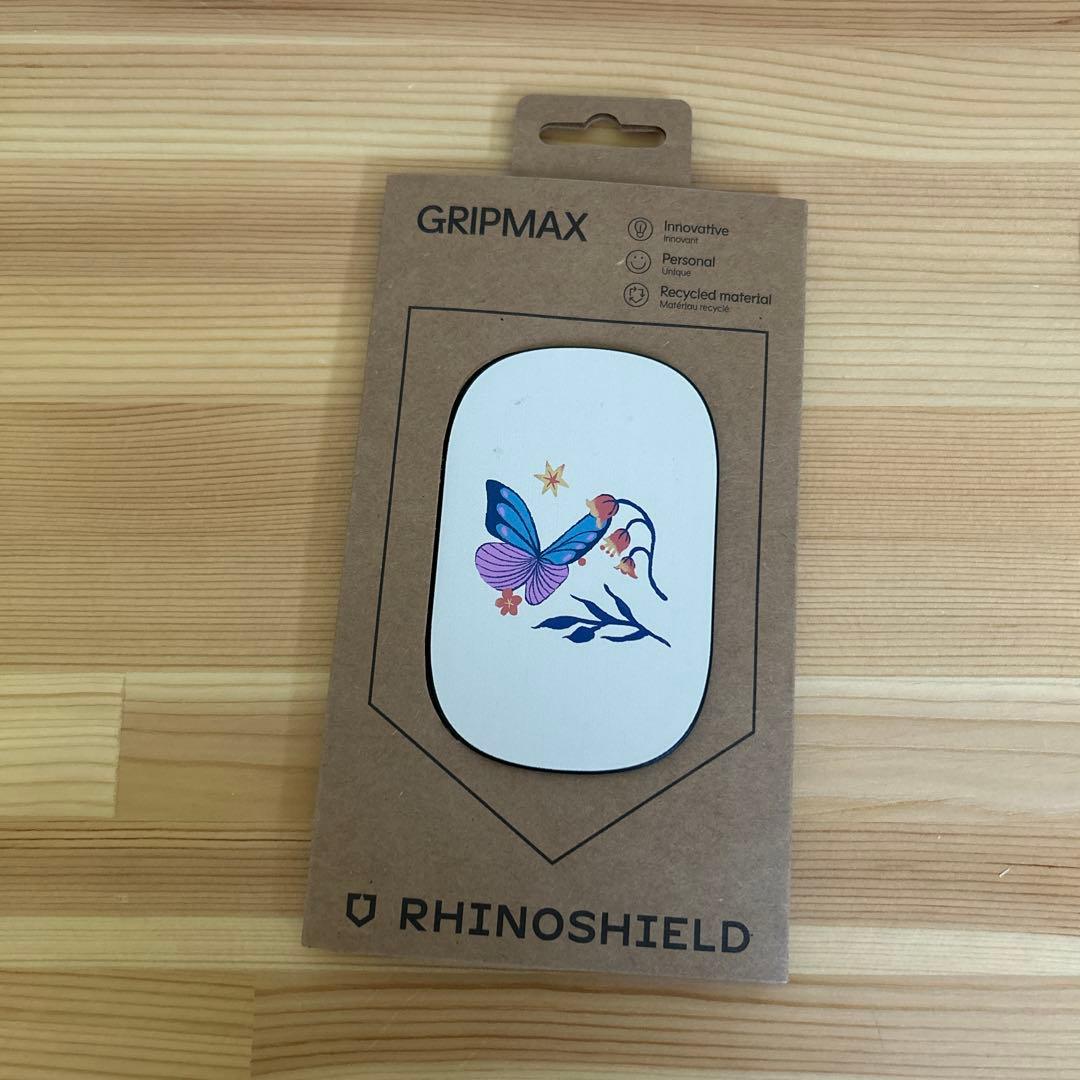 GRIPMAX
Innovative
Innovant
Personal
Unique
Recycled material
Matériau recyclé
RHINOSHIELD